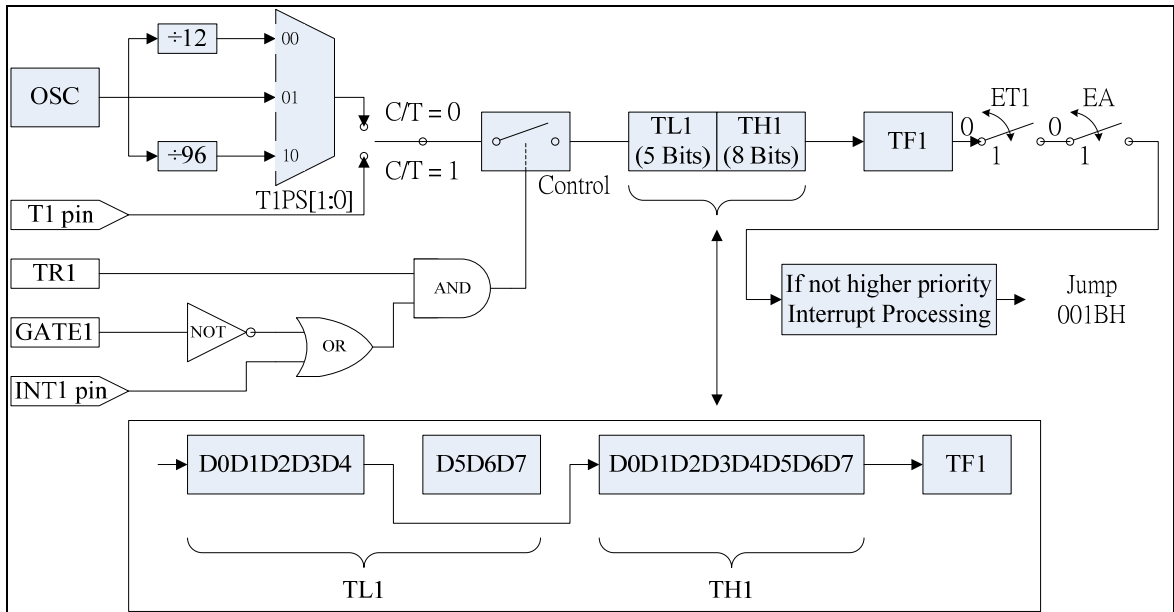 ÷12
00
OSC
01
÷96
10
T1PS[1:0]
C/T = 0
C/T = 1
Control
TL1
(5 Bits)
TH1
(8 Bits)
TF1
ET1
0
1
EA
0
1
T1 pin
TR1
AND
GATE1
NOT
OR
INT1 pin
If not higher priority
Interrupt Processing
Jump
001BH
D0D1D2D3D4
D5D6D7
D0D1D2D3D4D5D6D7
TF1
TL1
TH1